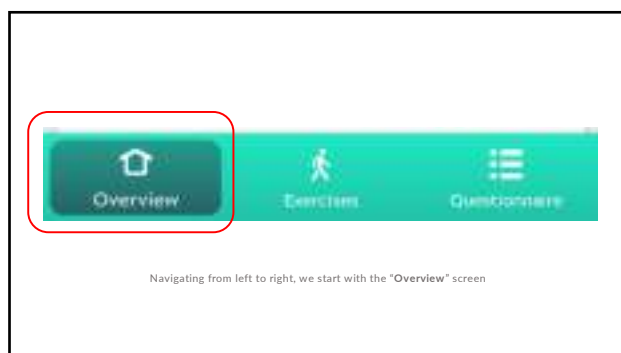 Overview
Exercises
Questionnaire
Navigating from left to right, we start with the "Overview" screen